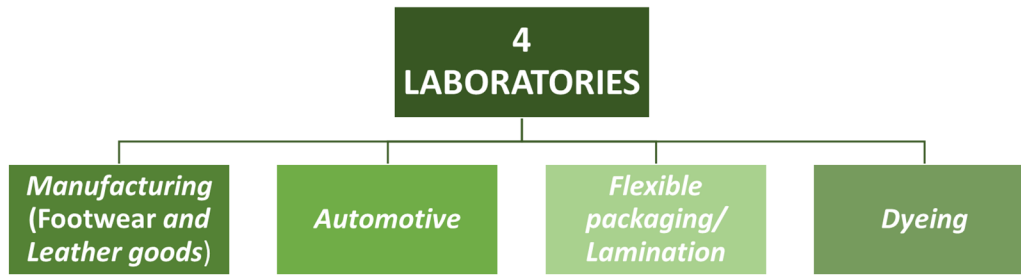 4
LABORATORIES
Manufacturing
(Footwear and
Leather goods)
Automotive
Flexible
packaging/
Lamination
Dyeing